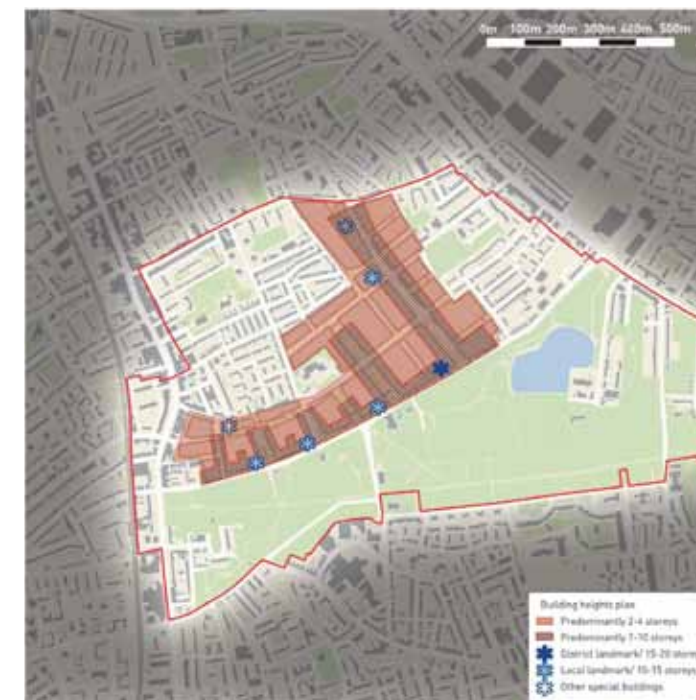 0m 100m 200m 300m 400m 500m
Building heights plan
Predominantly 2-4 storeys
Predominantly 7-10 storeys
District landmark/ 15-20 storeys
Local landmark/ 10-15 storeys
Other special buildings